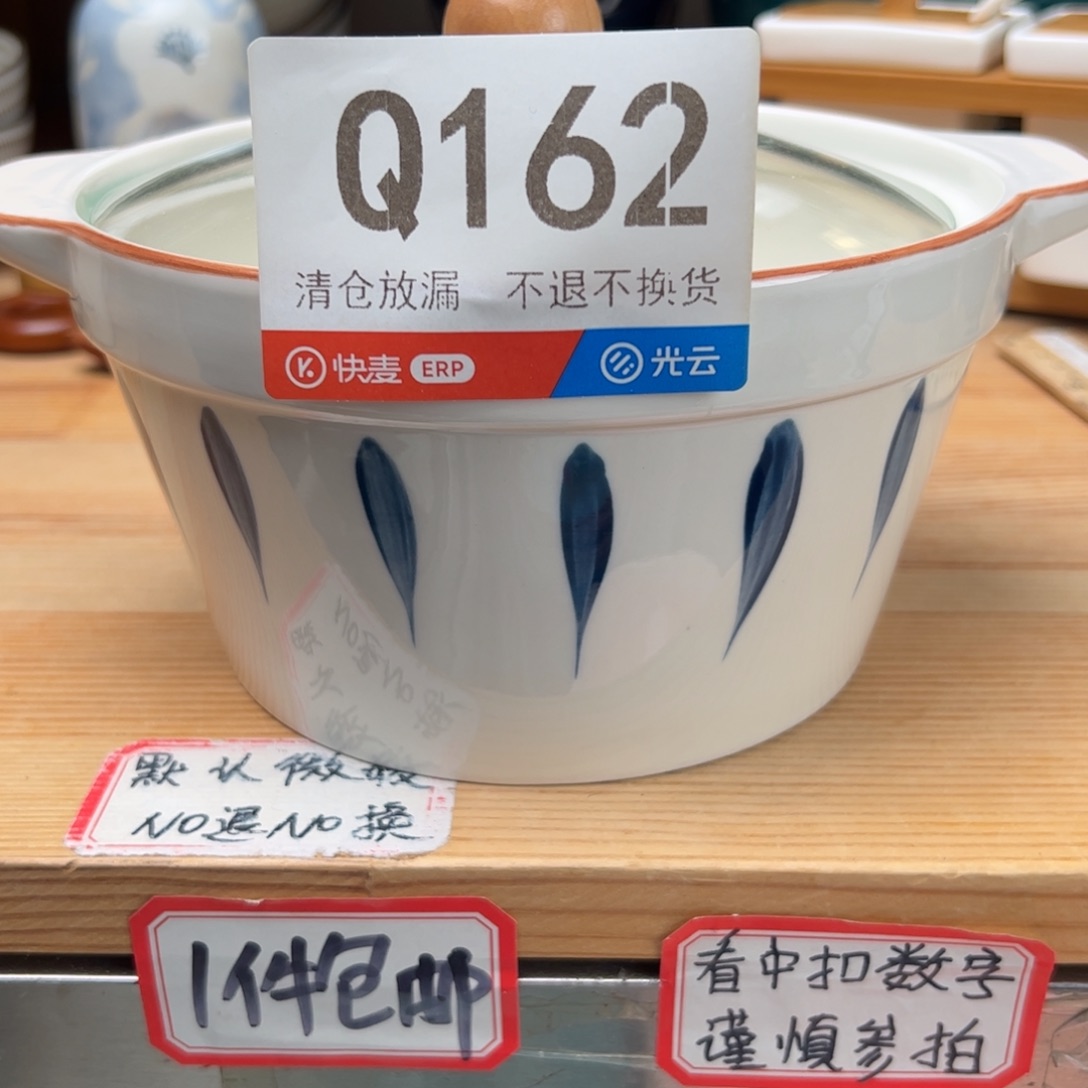 Q162
清仓放漏 不退不换货
快麦 ERP 光云
默认微瑕
NO退NO换
1件包邮
看中扣数字
谨慎参拍